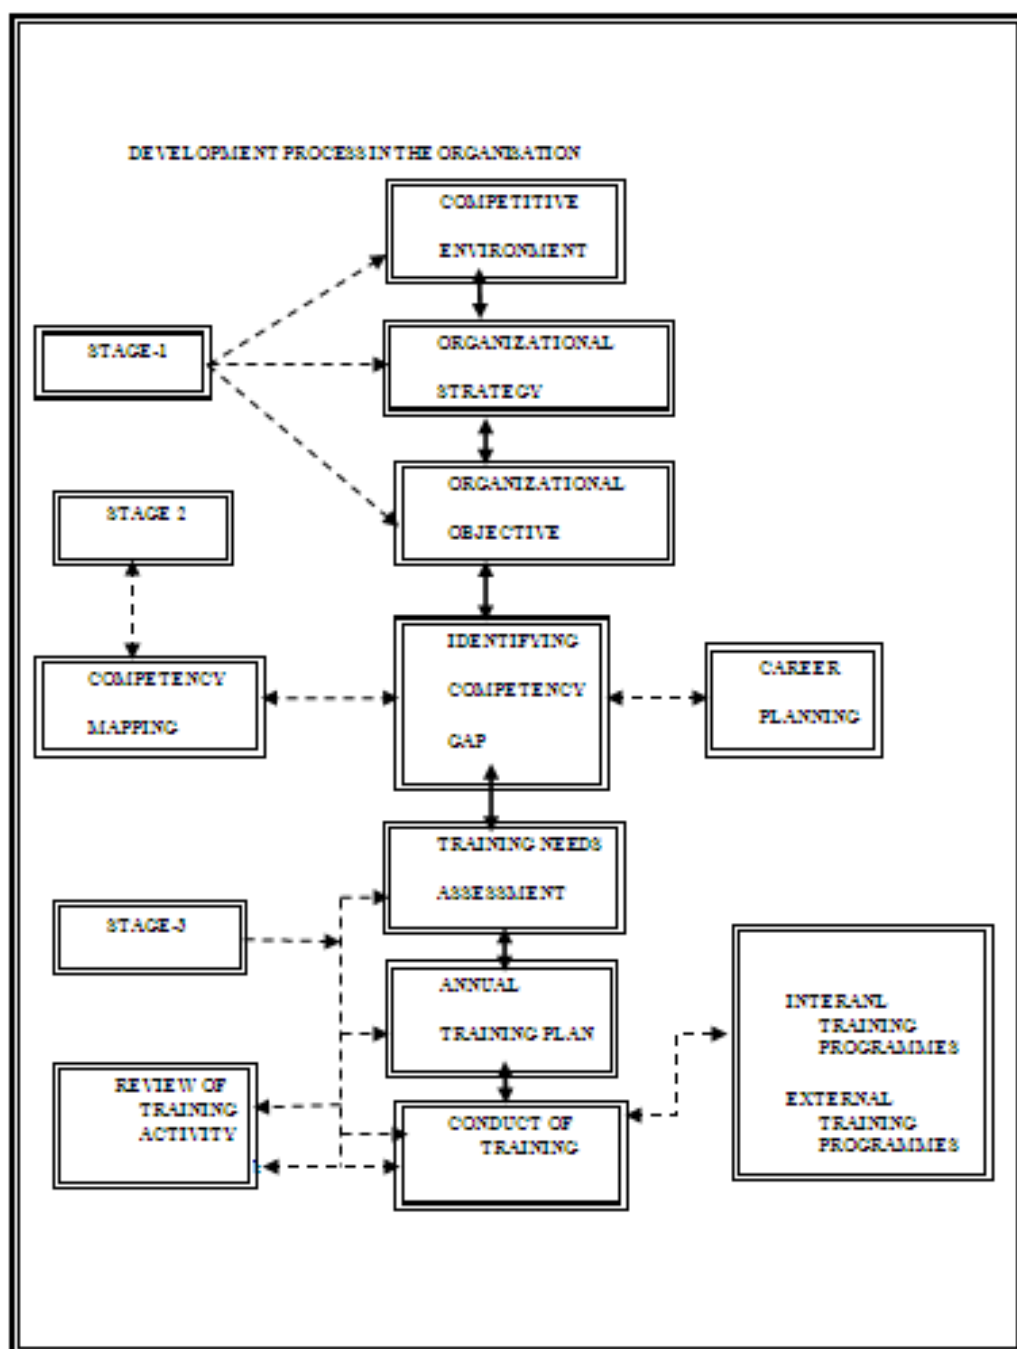 DEVELOPMENT PROCESS IN THE ORGANISATION
COMPETITIVE
ENVIRONMENT
STAGE-1
ORGANIZATIONAL
STRATEGY
ORGANIZATIONAL
OBJECTIVE
STAGE 2
IDENTIFYING
COMPETENCY
GAP
COMPETENCY
MAPPING
CAREER
PLANNING
TRAINING NEEDS
ASSESSMENT
STAGE-3
ANNUAL
TRAINING PLAN
INTERANL
TRAINING
PROGRAMMES
EXTERNAL
TRAINING
PROGRAMMES
REVIEW OF
TRAINING
ACTIVITY
CONDUCT OF
TRAINING